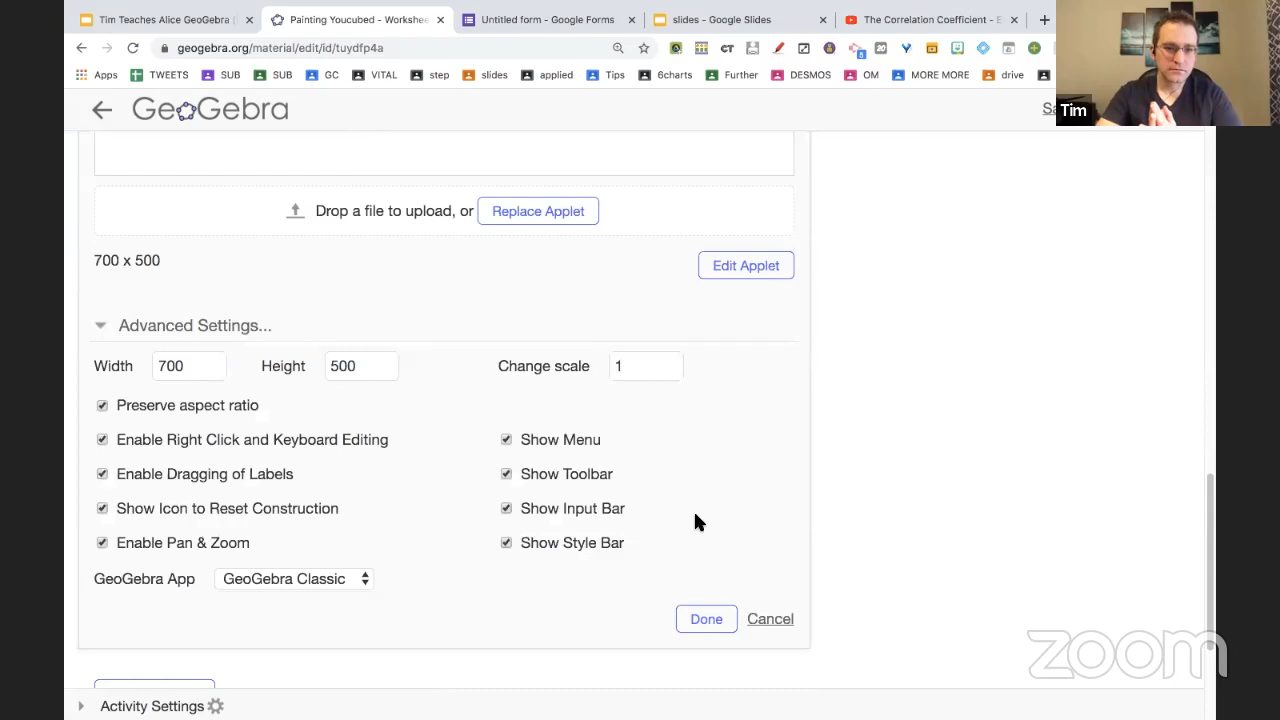 Tim Teaches Alice GeoGebra (
Painting Youcubed - Workshee
Untitled form - Google Forms
slides - Google Slides
The Correlation Coefficient - E
geogebra.org/material/edit/id/tuydfp4a
Apps
TWEETS
SUB
SUB
GC
VITAL
step
slides
applied
Tips
6charts
Further
DESMOS
OM
MORE MORE
drive
Tim
GeoGebra
Sa
Drop a file to upload, or Replace Applet
700 x 500
Edit Applet
Advanced Settings...
Width 700 Height 500 Change scale 1
Preserve aspect ratio
Enable Right Click and Keyboard Editing
Show Menu
Enable Dragging of Labels
Show Toolbar
Show Icon to Reset Construction
Show Input Bar
Enable Pan & Zoom
Show Style Bar
GeoGebra App GeoGebra Classic
Done Cancel
zoom
Activity Settings